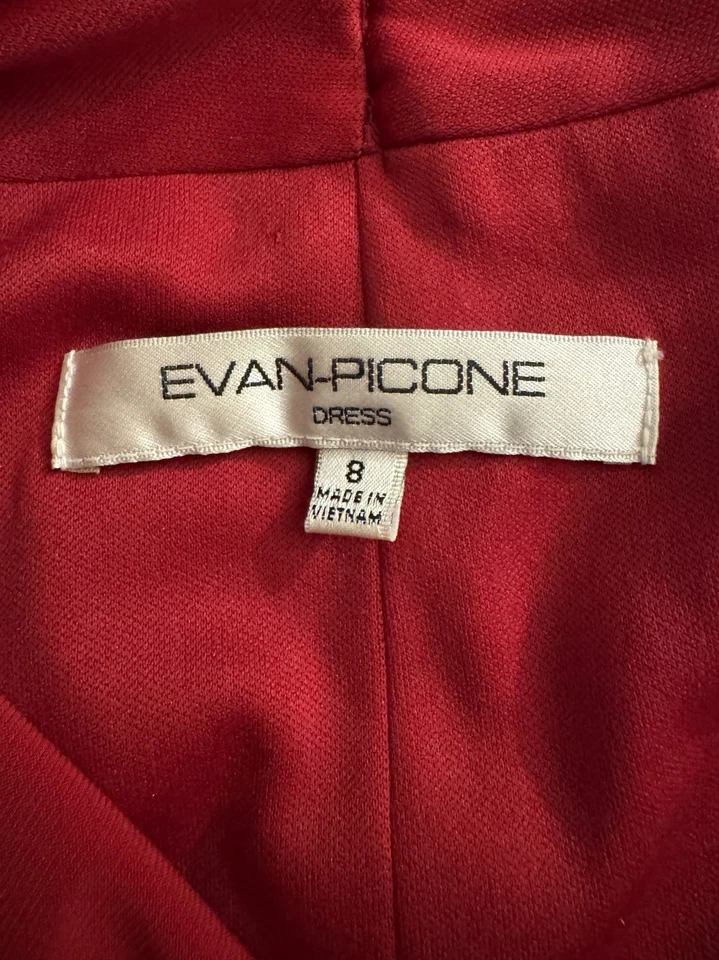 EVAN-PICONE
DRESS
8
MADE IN
VIETNAM